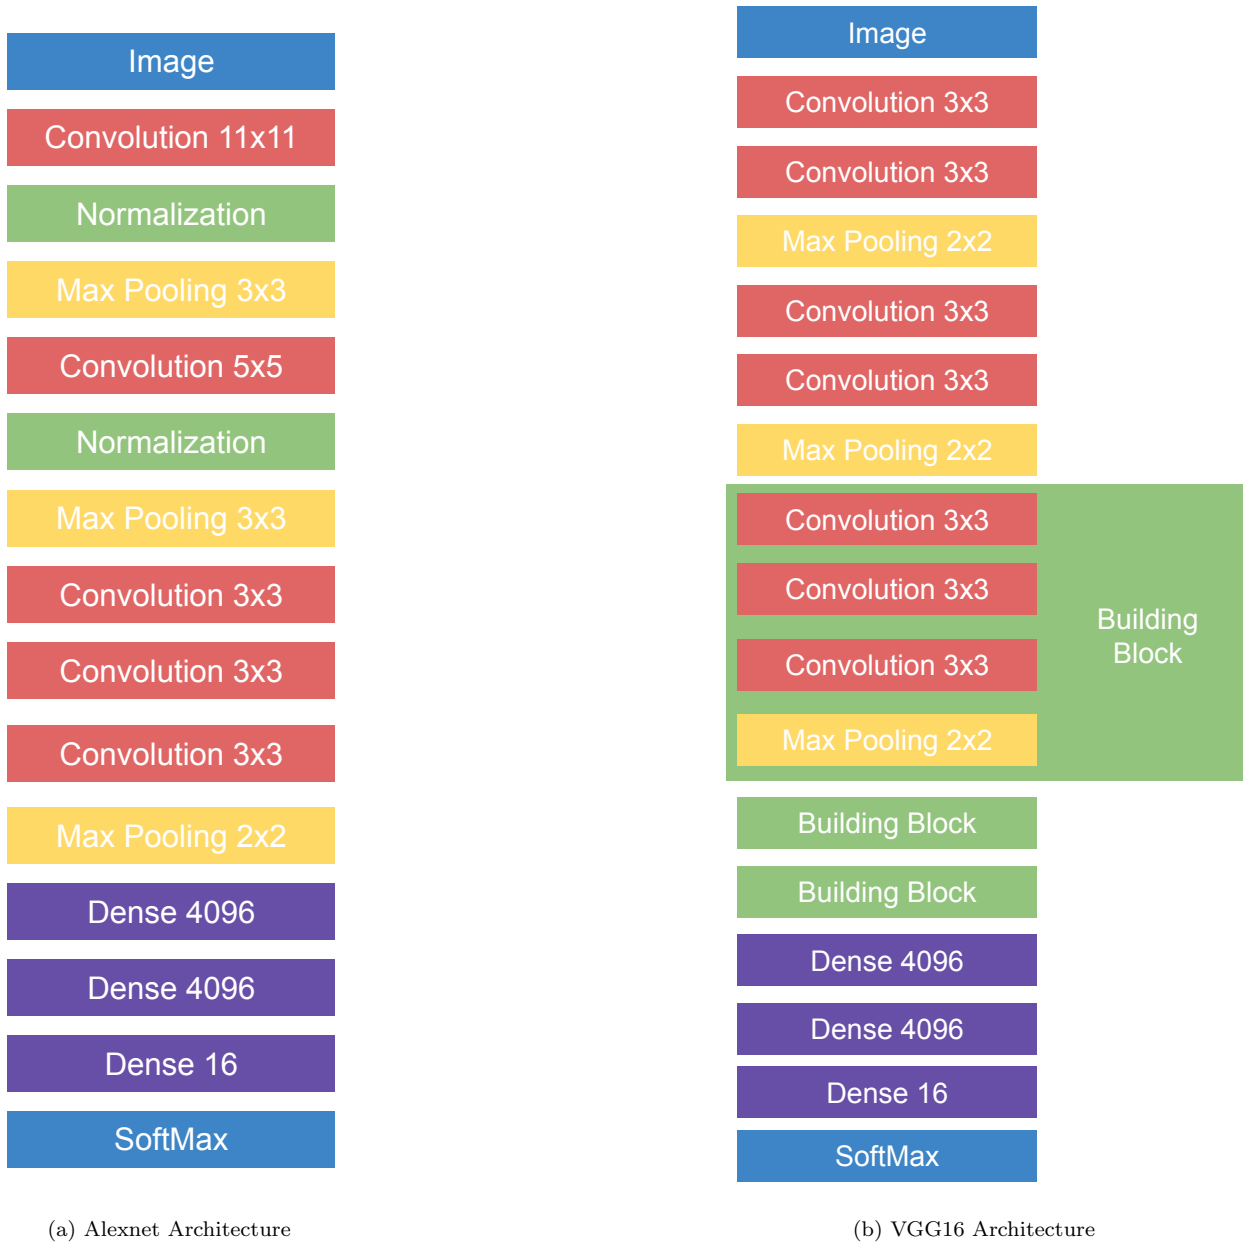 Image
Convolution 11x11
Normalization
Max Pooling 3x3
Convolution 5x5
Normalization
Max Pooling 3x3
Convolution 3x3
Convolution 3x3
Convolution 3x3
Max Pooling 2x2
Dense 4096
Dense 4096
Dense 16
SoftMax
(a) Alexnet Architecture
Image
Convolution 3x3
Convolution 3x3
Max Pooling 2x2
Convolution 3x3
Convolution 3x3
Max Pooling 2x2
Convolution 3x3
Convolution 3x3
Convolution 3x3
Max Pooling 2x2
Building
Block
Building Block
Building Block
Dense 4096
Dense 4096
Dense 16
SoftMax
(b) VGG16 Architecture